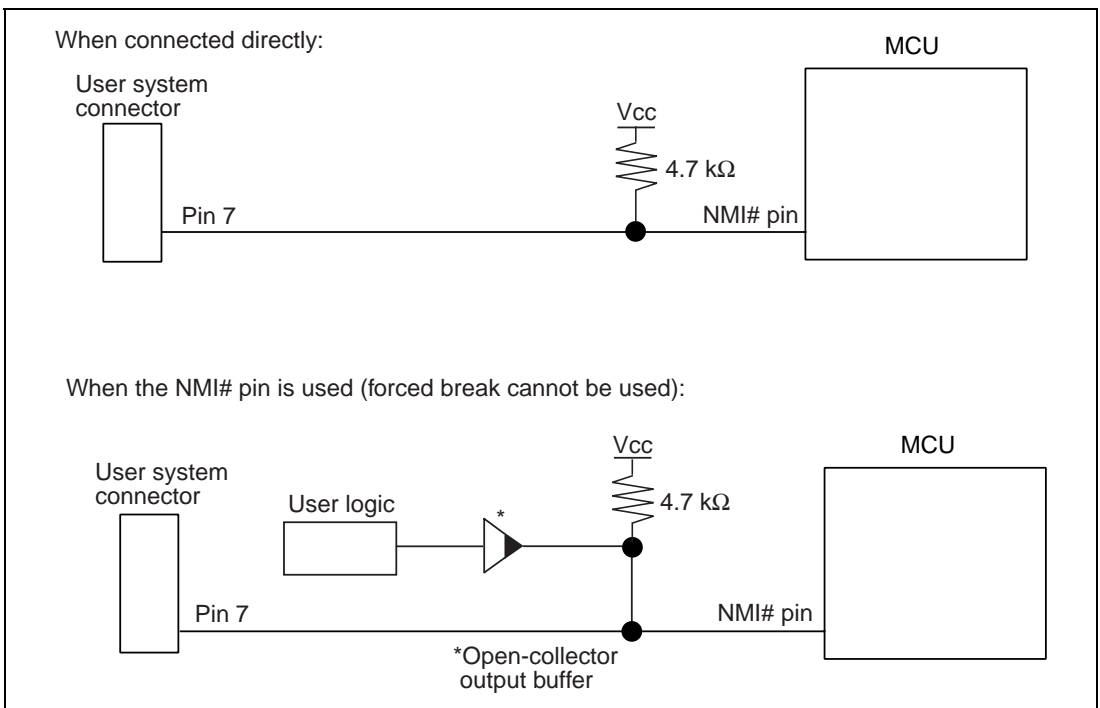 When connected directly:
MCU
User system
connector
Vcc
4.7 kΩ
Pin 7
NMI# pin
When the NMI# pin is used (forced break cannot be used):
MCU
Vcc
User system
connector
User logic
*
4.7 kΩ
Pin 7
NMI# pin
*Open-collector
output buffer